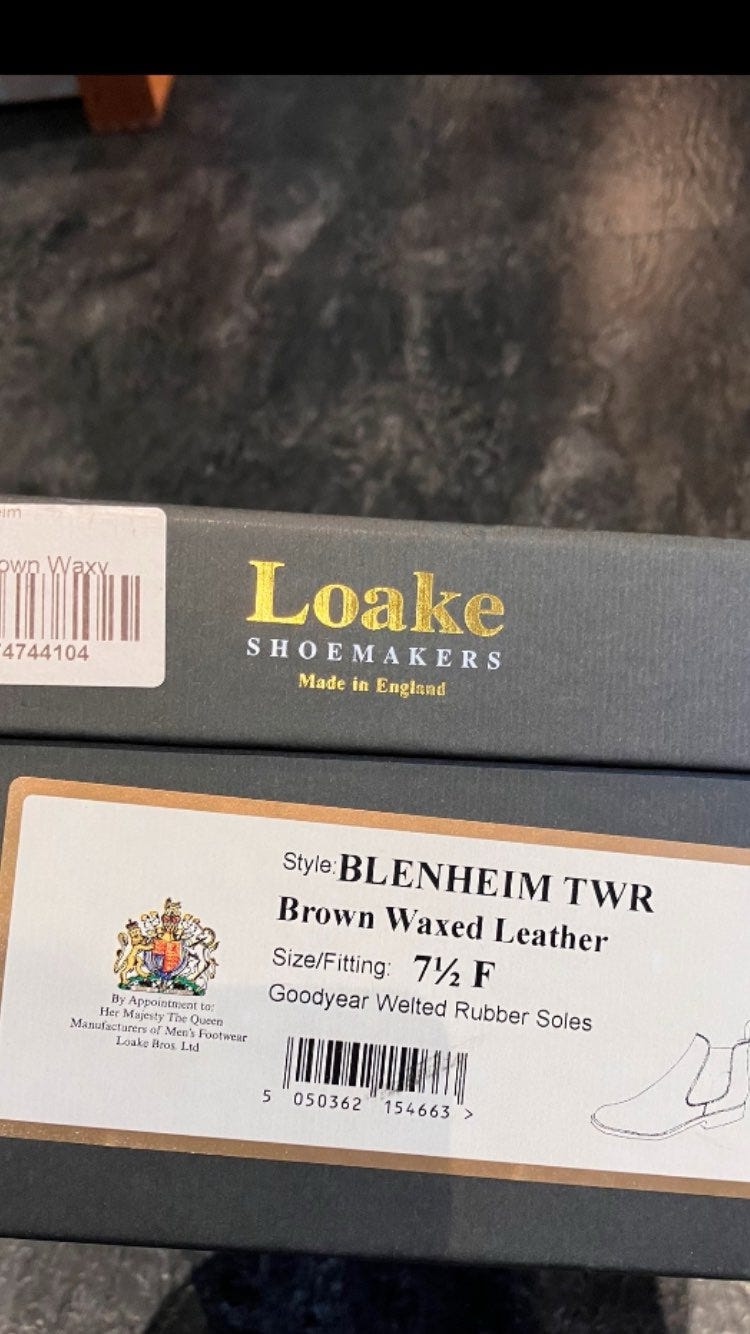 own Waxy
4744104
Loake
SHOEMAKERS
Made in England
Style: BLENHEIM TWR
Brown Waxed Leather
Size/Fitting: 7½ F
Goodyear Welted Rubber Soles
By Appointment to:
Her Majesty The Queen
Manufacturers of Men's Footwear
Loake Bros. Ltd
5 050362 154663 >